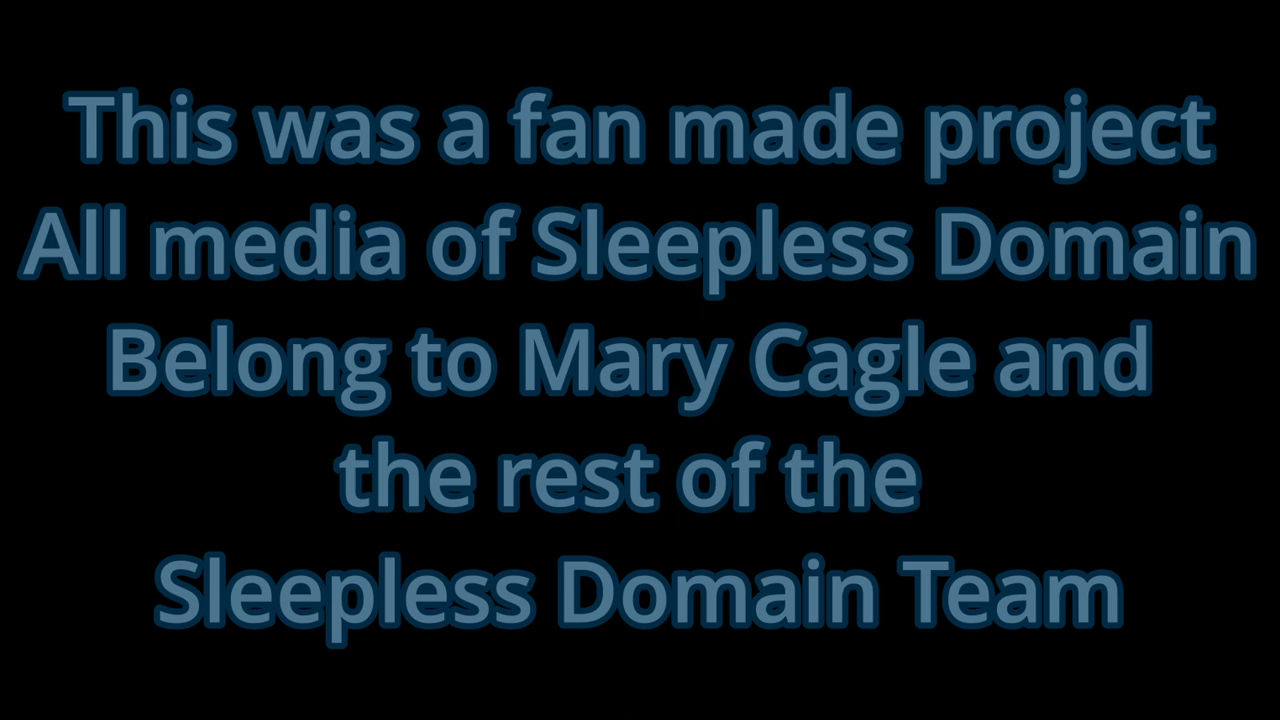 This was a fan made project
All media of Sleepless Domain
Belong to Mary Cagle and
the rest of the
Sleepless Domain Team